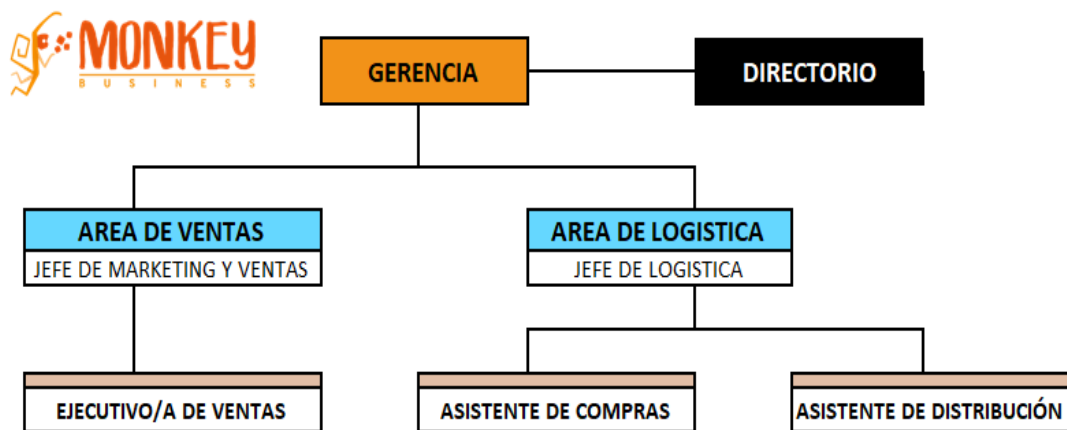 MONKEY
BUSINESS
GERENCIA
DIRECTORIO
AREA DE VENTAS
JEFE DE MARKETING Y VENTAS
AREA DE LOGISTICA
JEFE DE LOGISTICA
EJECUTIVO/A DE VENTAS
ASISTENTE DE COMPRAS
ASISTENTE DE DISTRIBUCIÓN